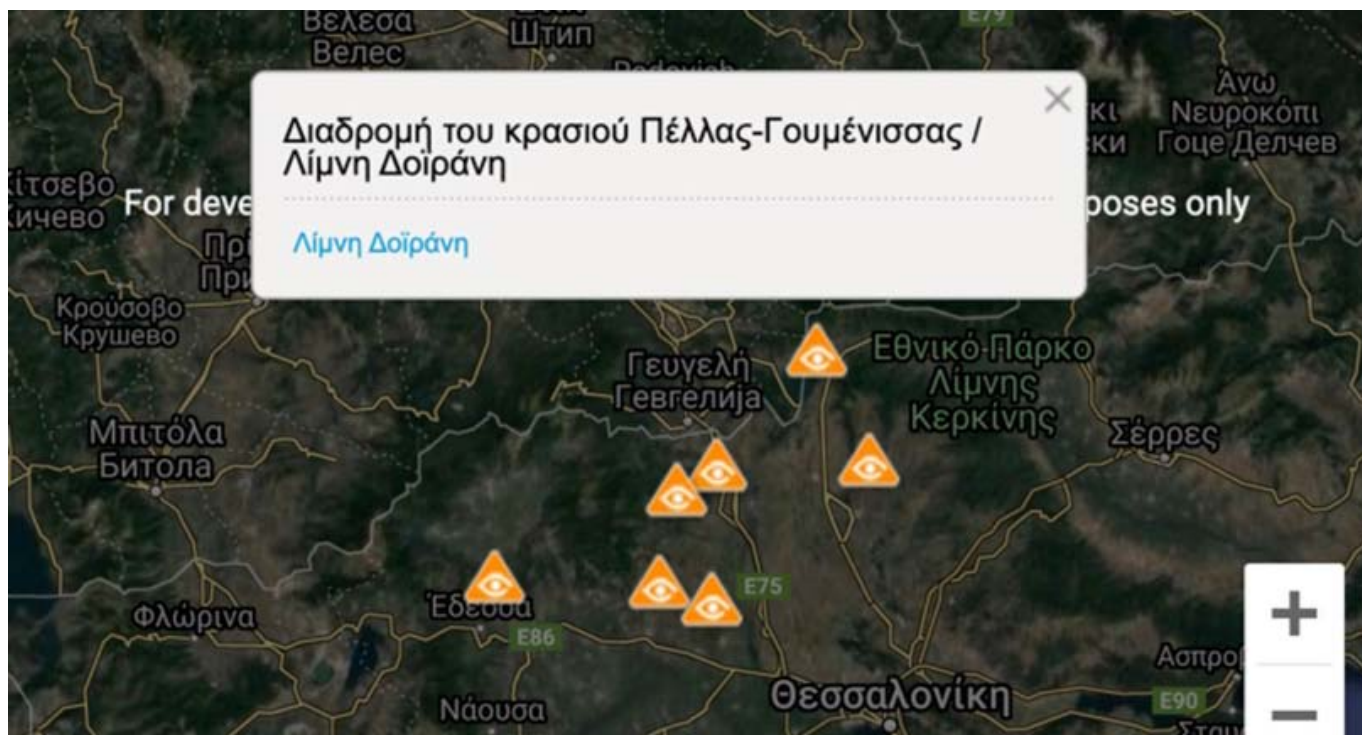 Βελεσα
Велес
Штип
E79
Άνω
Νευροκόπι
Гоце Делчев
Διαδρομή του κρασιού Πέλλας-Γουμένισσας /
Λίμνη Δοϊράνη
Λίμνη Δοϊράνη
For deve
poses only
Κρούσοβο
Крушево
Γευγελή
Гевгелија
Εθνικό Πάρκο
Λίμνης
Κερκίνης
Μπιτόλα
Битола
Σέρρες
Φλώρινα
Έδεσσα
E86
E75
Νάουσα
Θεσσαλονίκη
E90
+
−